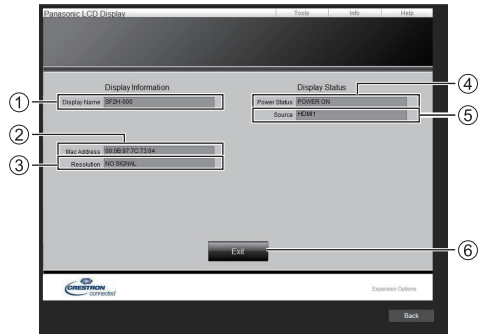 Panasonic LCD Display Tools Info Help
Display Information Display Status
① Display Name SF2H-000 Power Status POWER ON ④
Source HDMI1 ⑤
② Mac Address 00:0B:97:7C:73:04
③ Resolution NO SIGNAL
Exit ⑥
CRESTRON connected Expansion Options
Back